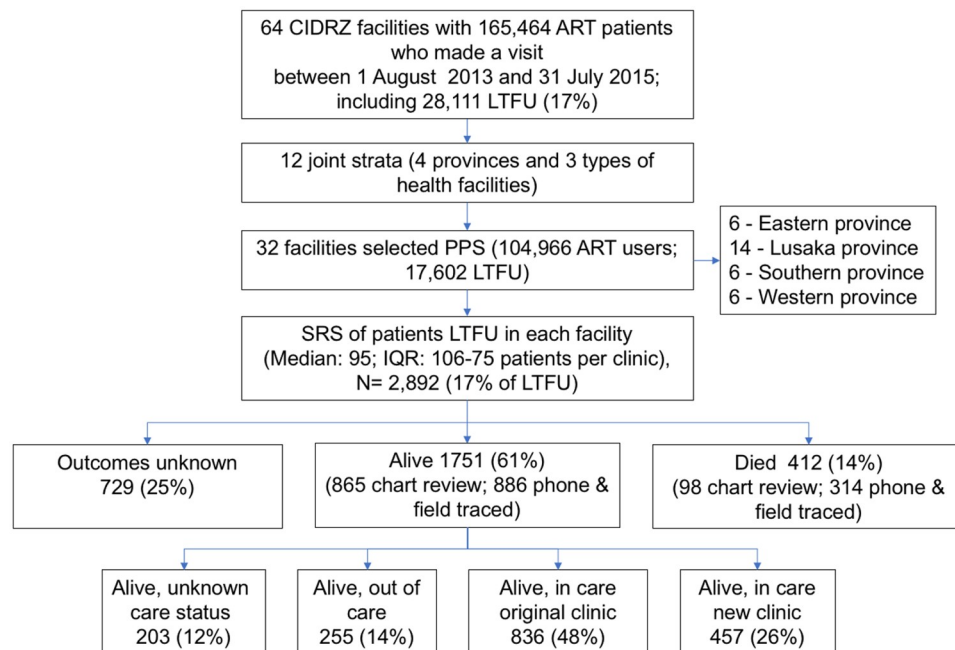 64 CIDRZ facilities with 165,464 ART patients
who made a visit
between 1 August 2013 and 31 July 2015;
including 28,111 LTFU (17%)
12 joint strata (4 provinces and 3 types of
health facilities)
32 facilities selected PPS (104,966 ART users;
17,602 LTFU)
6 - Eastern province
14 - Lusaka province
6 - Southern province
6 - Western province
SRS of patients LTFU in each facility
(Median: 95; IQR: 106-75 patients per clinic),
N= 2,892 (17% of LTFU)
Outcomes unknown
729 (25%)
Alive 1751 (61%)
(865 chart review; 886 phone &
field traced)
Died 412 (14%)
(98 chart review; 314 phone &
field traced)
Alive, unknown
care status
203 (12%)
Alive, out of
care
255 (14%)
Alive, in care
original clinic
836 (48%)
Alive, in care
new clinic
457 (26%)